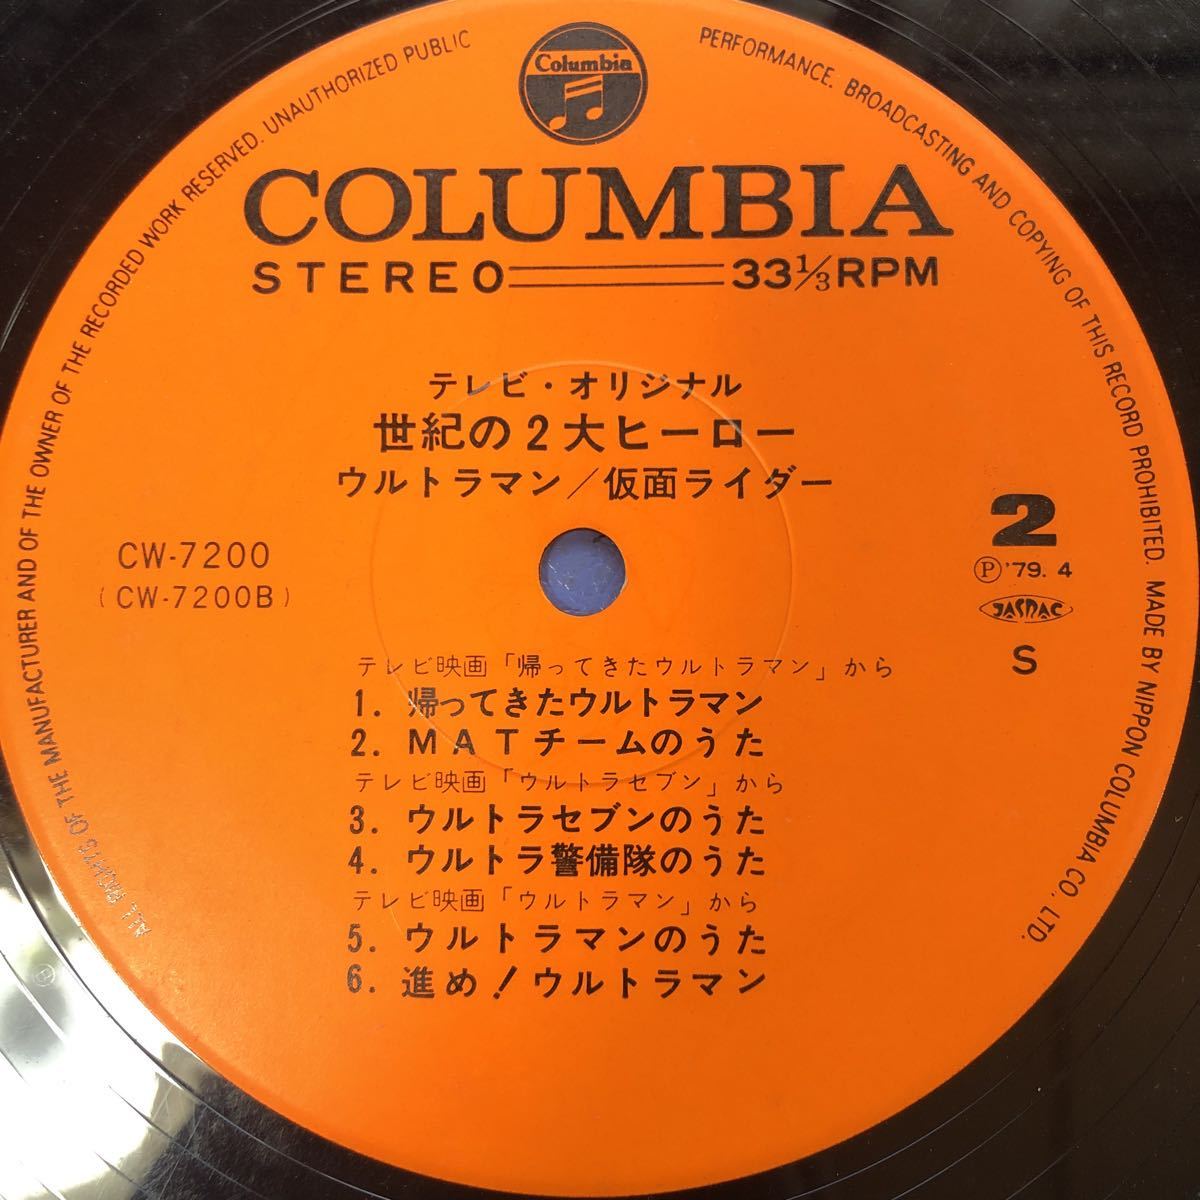 ALL RIGHTS OF THE MANUFACTURER AND OF THE OWNER OF THE RECORDED WORK RESERVED. UNAUTHORIZED PUBLIC PERFORMANCE. BROADCASTING AND COPYING OF THIS RECORD PROHIBITED. MADE BY NIPPON COLUMBIA CO., LTD.
Columbia
COLUMBIA
STEREO 33⅓RPM
テレビ・オリジナル
世紀の2大ヒーロー
ウルトラマン/仮面ライダー
CW-7200
(CW-7200B)
2
Ⓟ'79.4
JASRAC
S
テレビ映画「帰ってきたウルトラマン」から
1. 帰ってきたウルトラマン
2. MATチームのうた
テレビ映画「ウルトラセブン」から
3. ウルトラセブンのうた
4. ウルトラ警備隊のうた
テレビ映画「ウルトラマン」から
5. ウルトラマンのうた
6. 進め!ウルトラマン